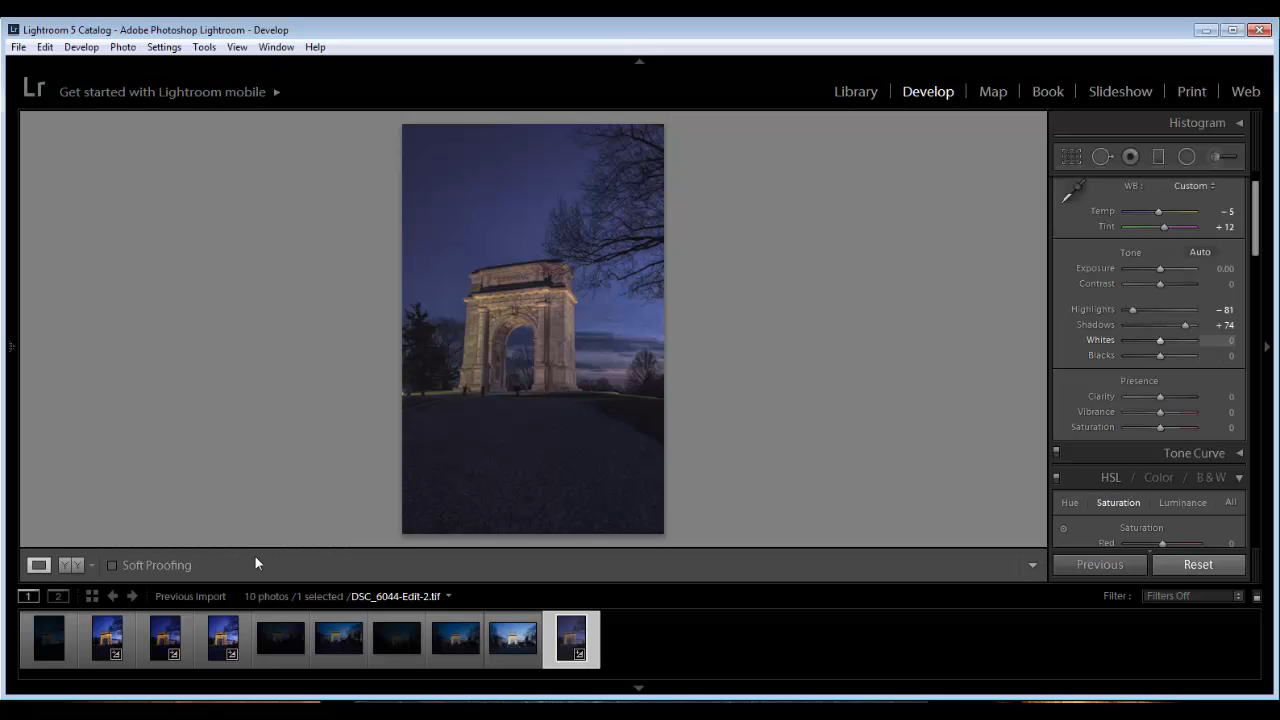 Lightroom 5 Catalog - Adobe Photoshop Lightroom - Develop
File Edit Develop Photo Settings Tools View Window Help
Lr Get started with Lightroom mobile
Library Develop Map Book Slideshow Print Web
Histogram
WB: Custom
Temp - 5
Tint + 12
Tone Auto
Exposure 0.00
Contrast 0
Highlights - 81
Shadows + 74
Whites 0
Blacks 0
Presence
Clarity 0
Vibrance 0
Saturation 0
Tone Curve
HSL / Color / B & W
Hue Saturation Luminance All
Saturation
Red
YY Soft Proofing
Previous Reset
1 2 Previous Import 10 photos / 1 selected / DSC_6044-Edit-2.tif Filter : Filters Off